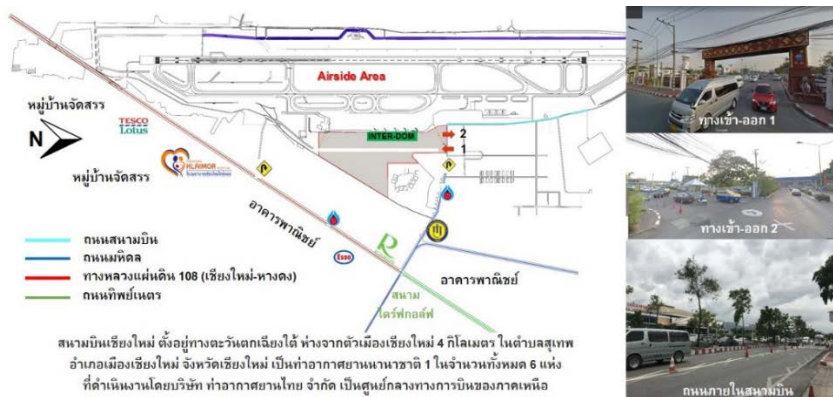 Airside Area
หมู่บ้านจัดสรร
TESCO
Lotus
N
KLAIMOR
หมู่บ้านจัดสรร
INTER-DOM
2
1
อาคารพาณิชย์
Esso
R
อาคารพาณิชย์
สนาม
ไดร์ฟกอล์ฟ
ถนนสนามบิน
ถนนมหิดล
ทางหลวงแผ่นดิน 108 (เชียงใหม่-หางดง)
ถนนทิพย์เนตร
สนามบินเชียงใหม่ ตั้งอยู่ทางตะวันตกเฉียงใต้ ห่างจากตัวเมืองเชียงใหม่ 4 กิโลเมตร ในตำบลสุเทพ
อำเภอเมืองเชียงใหม่ จังหวัดเชียงใหม่ เป็นท่าอากาศยานนานาชาติ 1 ในจำนวนทั้งหมด 6 แห่ง
ที่ดำเนินงานโดยบริษัท ท่าอากาศยานไทย จำกัด เป็นศูนย์กลางทางการบินของภาคเหนือ
ทางเข้า-ออก 1
ทางเข้า-ออก 2
ถนนภายในสนามบิน